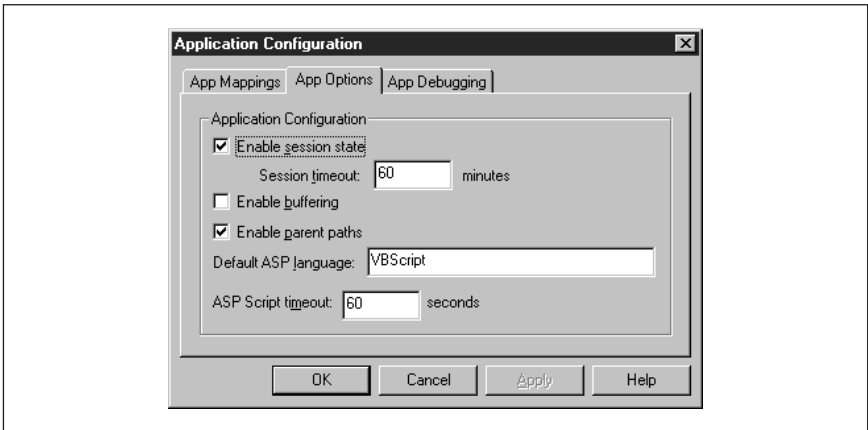 Application Configuration
App Mappings App Options App Debugging
Application Configuration
Enable session state
Session timeout: 60 minutes
Enable buffering
Enable parent paths
Default ASP language: VBScript
ASP Script timeout: 60 seconds
OK Cancel Apply Help